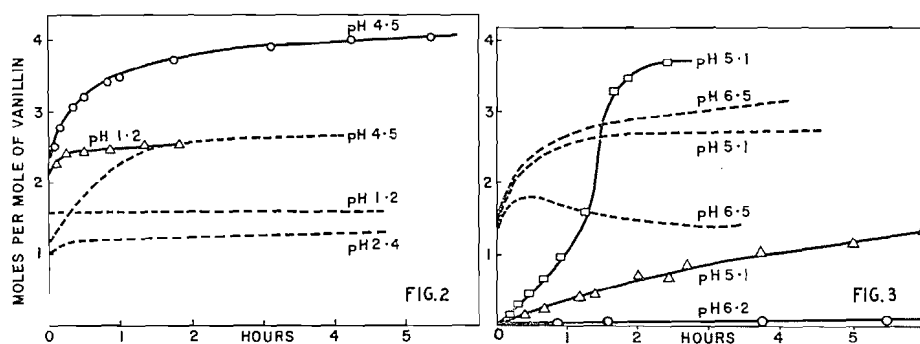 MOLES PER MOLE OF VANILLIN
4
3
2
1
0
1
2
HOURS
4
5
pH 4·5
pH 1·2
pH 4·5
pH 1·2
pH 2·4
FIG.2
4
3
2
1
0
0
1
2
HOURS
4
5
pH 5·1
pH 6·5
pH 5·1
pH 6·5
pH 5·1
pH 6·2
FIG.3